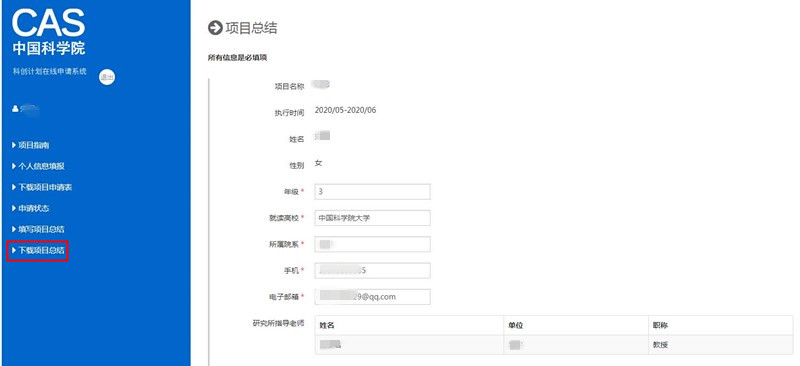 CAS
中国科学院
科创计划在线申请系统
退出
项目指南
个人信息填报
下载项目申请表
申请状态
填写项目总结
下载项目总结
项目总结
所有信息是必填项
项目名称
执行时间 2020/05-2020/06
姓名
性别 女
年级 * 3
就读高校 * 中国科学院大学
所属院系 *
手机 * 5
电子邮箱 * 9@qq.com
研究所指导老师 姓名 单位 职称
教授